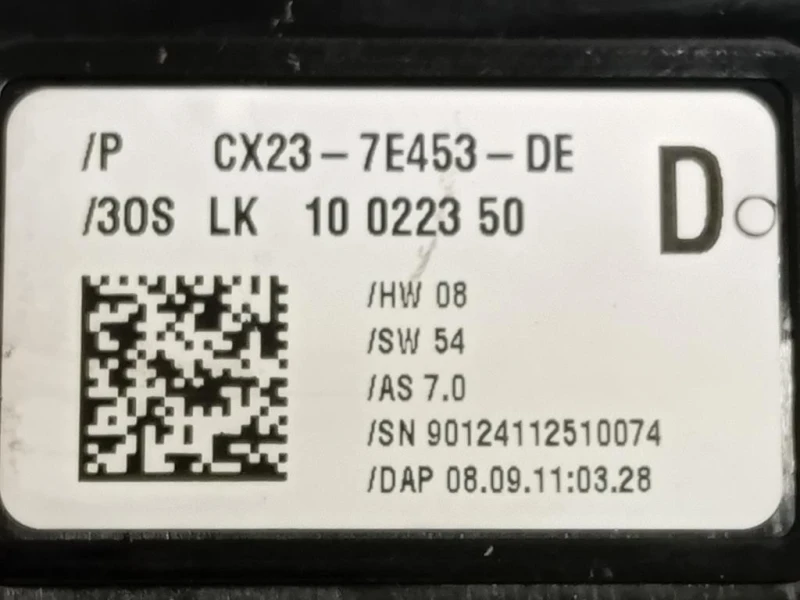 /P CX23-7E453-DE
D
/30S LK 10 0223 50
/HW 08
/SW 54
/AS 7.0
/SN 90124112510074
/DAP 08.09.11:03.28